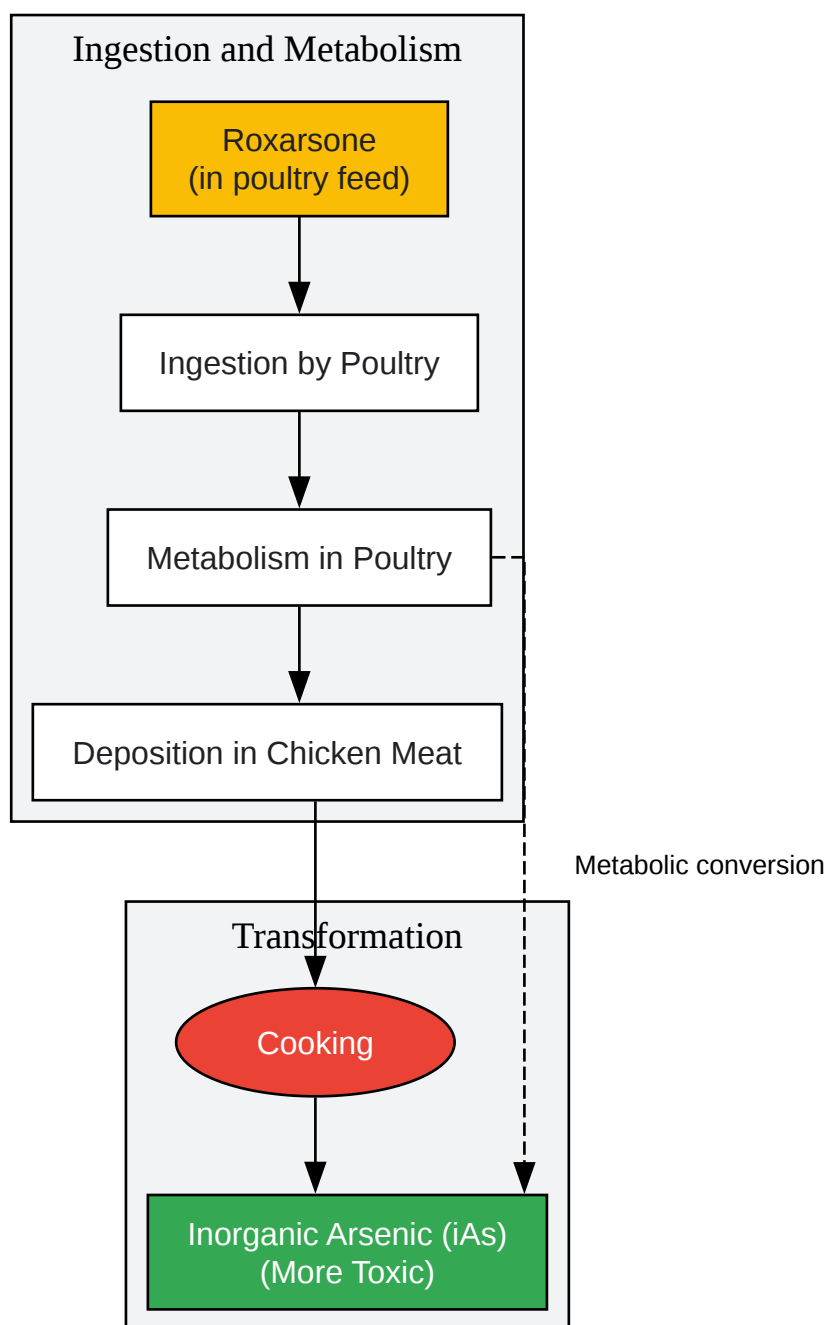 Ingestion and Metabolism
Roxarsone
(in poultry feed)
Ingestion by Poultry
Metabolism in Poultry
Deposition in Chicken Meat
Metabolic conversion
Transformation
Cooking
Inorganic Arsenic (iAs)
(More Toxic)